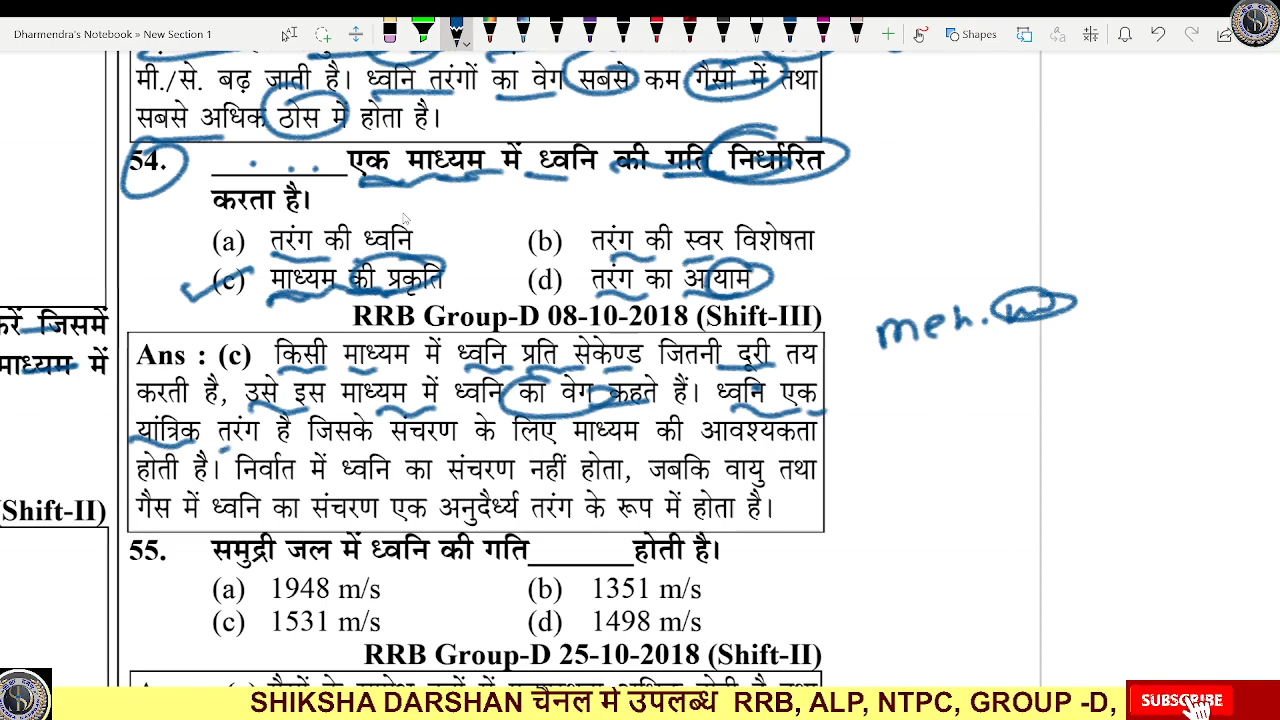 Dharmendra's Notebook » New Section 1
Shapes
मी./से. बढ़ जाती है। ध्वनि तरंगों का वेग सबसे कम गैसों में तथा
सबसे अधिक ठोस में होता है।
54. ________ एक माध्यम में ध्वनि की गति निर्धारित
करता है।
(a) तरंग की ध्वनि (b) तरंग की स्वर विशेषता
(c) माध्यम की प्रकृति (d) तरंग का आयाम
RRB Group-D 08-10-2018 (Shift-III)
करें जिसमें
माध्यम में
Ans : (c) किसी माध्यम में ध्वनि प्रति सेकेण्ड जितनी दूरी तय
करती है, उसे इस माध्यम में ध्वनि का वेग कहते हैं। ध्वनि एक
यांत्रिक तरंग है जिसके संचरण के लिए माध्यम की आवश्यकता
होती है। निर्वात में ध्वनि का संचरण नहीं होता, जबकि वायु तथा
गैस में ध्वनि का संचरण एक अनुदैर्ध्य तरंग के रूप में होता है।
(Shift-II)
55. समुद्री जल में ध्वनि की गति_______होती है।
(a) 1948 m/s (b) 1351 m/s
(c) 1531 m/s (d) 1498 m/s
RRB Group-D 25-10-2018 (Shift-II)
SHIKSHA DARSHAN चैनल में उपलब्ध RRB, ALP, NTPC, GROUP -D,
SUBSCRIBE